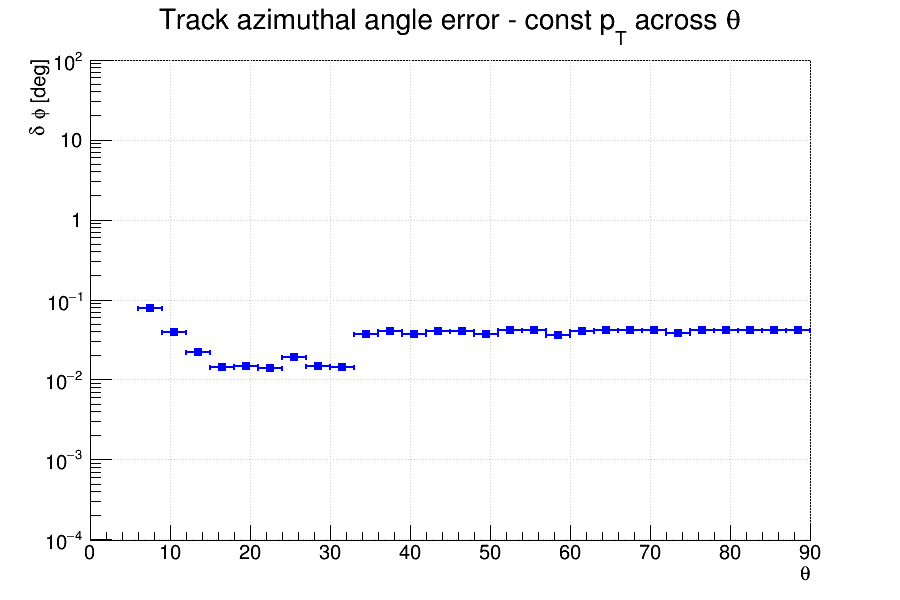 Track azimuthal angle error - const p_T across θ
δ φ [deg]
10²
10
1
10⁻¹
10⁻²
10⁻³
10⁻⁴
0 10 20 30 40 50 60 70 80 90
θ